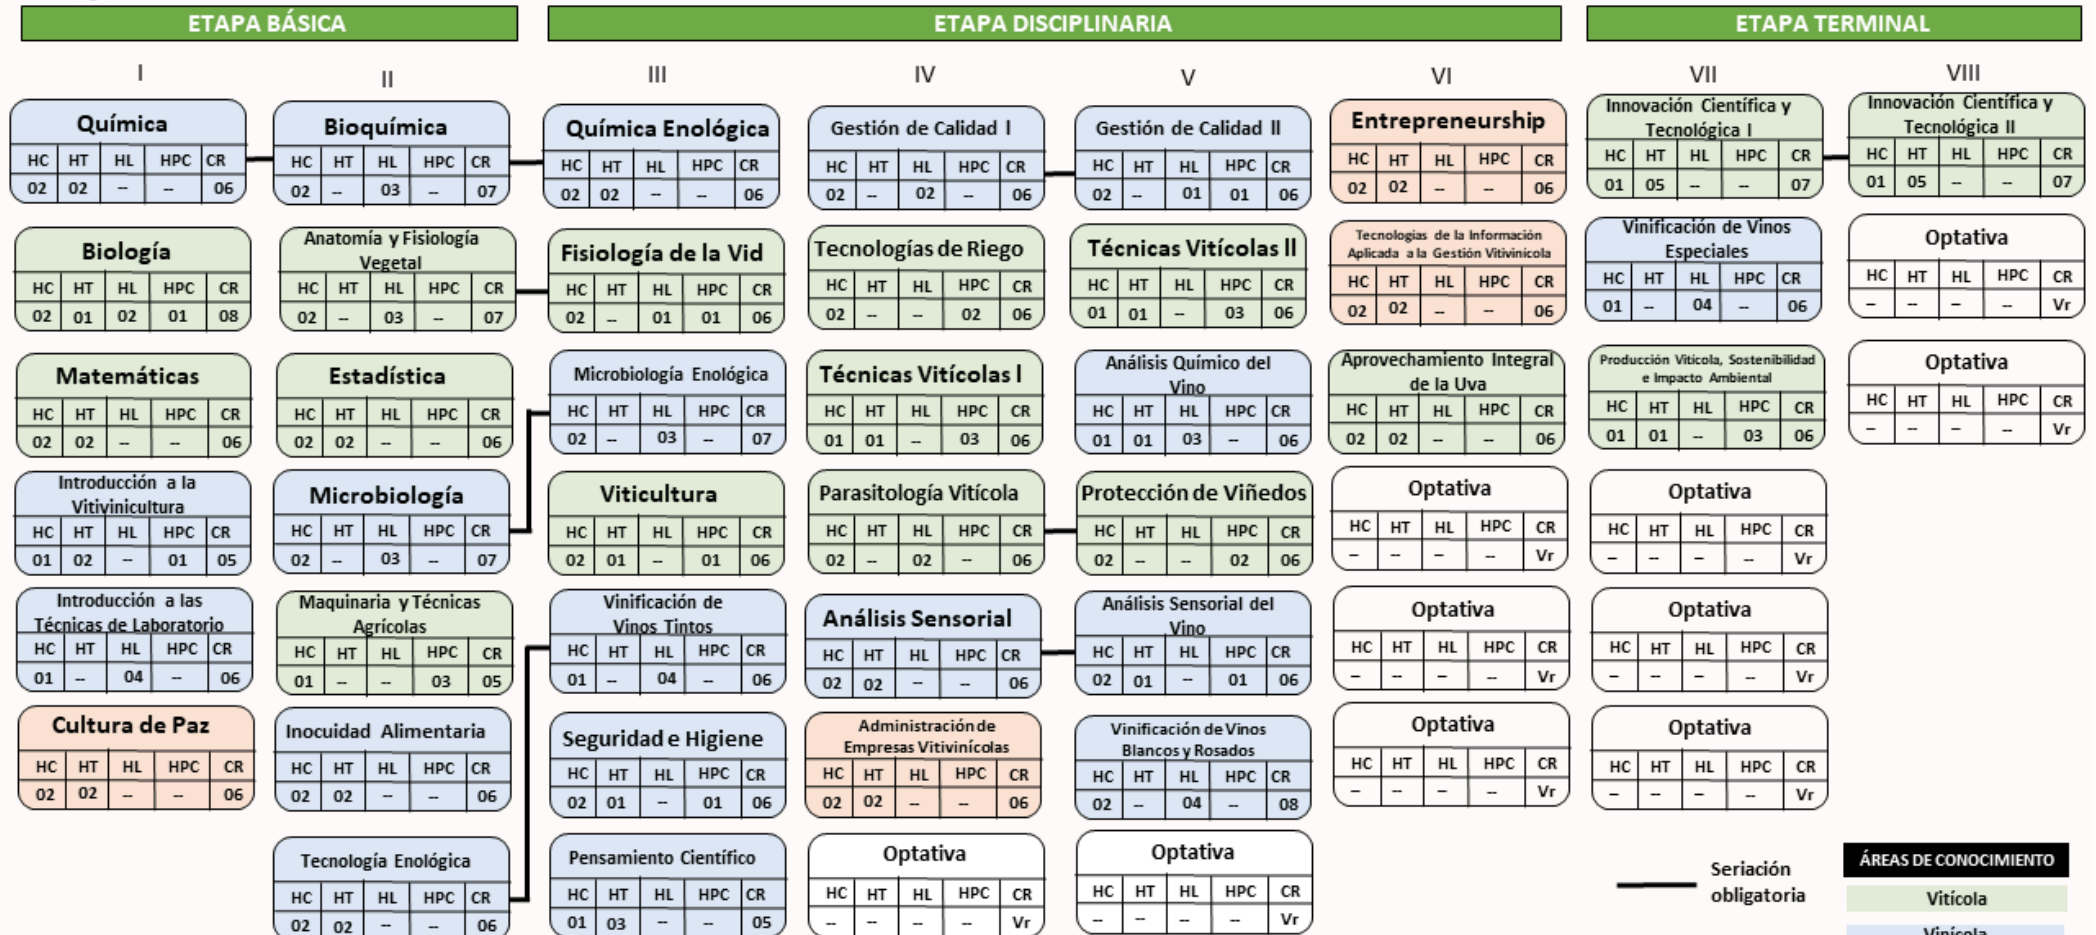 ETAPA BÁSICA
ETAPA DISCIPLINARIA
ETAPA TERMINAL
I
Química
HC HT HL HPC CR
02 02 -- -- 06
Biología
HC HT HL HPC CR
02 01 02 01 08
Matemáticas
HC HT HL HPC CR
02 02 -- -- 06
Introducción a la
Vitivinicultura
HC HT HL HPC CR
01 02 -- 01 05
Introducción a las
Técnicas de Laboratorio
HC HT HL HPC CR
01 -- 04 -- 06
Cultura de Paz
HC HT HL HPC CR
02 02 -- -- 06
II
Bioquímica
HC HT HL HPC CR
02 -- 03 -- 07
Anatomía y Fisiología
Vegetal
HC HT HL HPC CR
02 -- 03 -- 07
Estadística
HC HT HL HPC CR
02 02 -- -- 06
Microbiología
HC HT HL HPC CR
02 -- 03 -- 07
Maquinaria y Técnicas
Agrícolas
HC HT HL HPC CR
01 -- -- 03 05
Inocuidad Alimentaria
HC HT HL HPC CR
02 02 -- -- 06
Tecnología Enológica
HC HT HL HPC CR
02 02 -- -- 06
III
Química Enológica
HC HT HL HPC CR
02 02 -- -- 06
Fisiología de la Vid
HC HT HL HPC CR
02 -- 01 01 06
Microbiología Enológica
HC HT HL HPC CR
02 -- 03 -- 07
Viticultura
HC HT HL HPC CR
02 01 -- 01 06
Vinificación de
Vinos Tintos
HC HT HL HPC CR
01 -- 04 -- 06
Seguridad e Higiene
HC HT HL HPC CR
02 01 -- 01 06
Pensamiento Científico
HC HT HL HPC CR
01 03 -- -- 05
IV
Gestión de Calidad I
HC HT HL HPC CR
02 -- 02 -- 06
Tecnologías de Riego
HC HT HL HPC CR
02 -- -- 02 06
Técnicas Vitícolas I
HC HT HL HPC CR
01 01 -- 03 06
Parasitología Vitícola
HC HT HL HPC CR
02 -- 02 -- 06
Análisis Sensorial
HC HT HL HPC CR
02 02 -- -- 06
Administración de
Empresas Vitivinícolas
HC HT HL HPC CR
02 02 -- -- 06
Optativa
HC HT HL HPC CR
-- -- -- -- Vr
V
Gestión de Calidad II
HC HT HL HPC CR
02 -- 01 01 06
Técnicas Vitícolas II
HC HT HL HPC CR
01 01 -- 03 06
Análisis Químico del
Vino
HC HT HL HPC CR
01 01 03 -- 06
Protección de Viñedos
HC HT HL HPC CR
02 -- -- 02 06
Análisis Sensorial del
Vino
HC HT HL HPC CR
02 01 -- 01 06
Vinificación de Vinos
Blancos y Rosados
HC HT HL HPC CR
02 -- 04 -- 08
Optativa
HC HT HL HPC CR
-- -- -- -- Vr
VI
Entrepreneurship
HC HT HL HPC CR
02 02 -- -- 06
Tecnologías de la Información
Aplicada a la Gestión Vitivinícola
HC HT HL HPC CR
02 02 -- -- 06
Aprovechamiento Integral
de la Uva
HC HT HL HPC CR
02 02 -- -- 06
Optativa
HC HT HL HPC CR
-- -- -- -- Vr
Optativa
HC HT HL HPC CR
-- -- -- -- Vr
Optativa
HC HT HL HPC CR
-- -- -- -- Vr
VII
Innovación Científica y
Tecnológica I
HC HT HL HPC CR
01 05 -- -- 07
Vinificación de Vinos
Especiales
HC HT HL HPC CR
01 -- 04 -- 06
Producción Vitícola, Sostenibilidad
e Impacto Ambiental
HC HT HL HPC CR
01 01 -- 03 06
Optativa
HC HT HL HPC CR
-- -- -- -- Vr
Optativa
HC HT HL HPC CR
-- -- -- -- Vr
Optativa
HC HT HL HPC CR
-- -- -- -- Vr
VIII
Innovación Científica y
Tecnológica II
HC HT HL HPC CR
01 05 -- -- 07
Optativa
HC HT HL HPC CR
-- -- -- -- Vr
Optativa
HC HT HL HPC CR
-- -- -- -- Vr
Seriación
obligatoria
ÁREAS DE CONOCIMIENTO
Vitícola
Vinícola